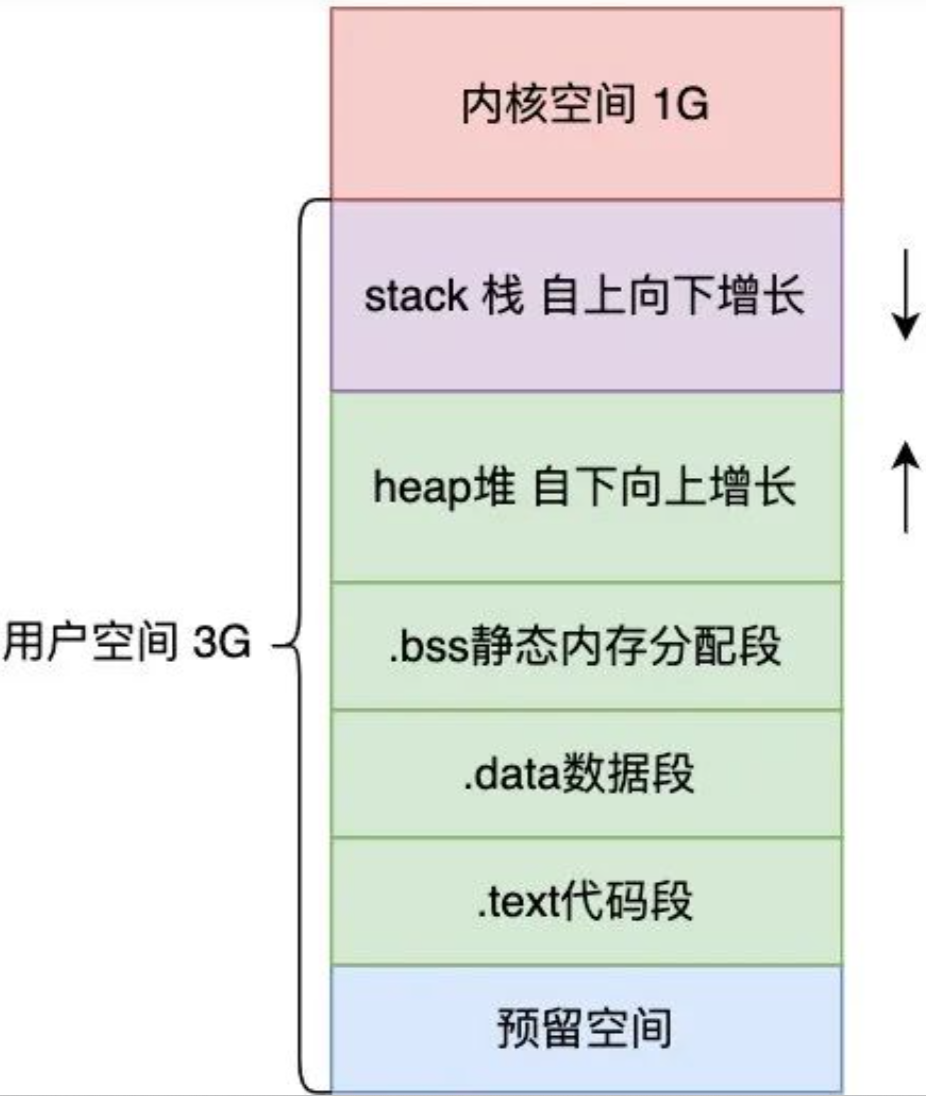 内核空间 1G
stack 栈 自上向下增长
heap堆 自下向上增长
用户空间 3G
.bss静态内存分配段
.data数据段
.text代码段
预留空间